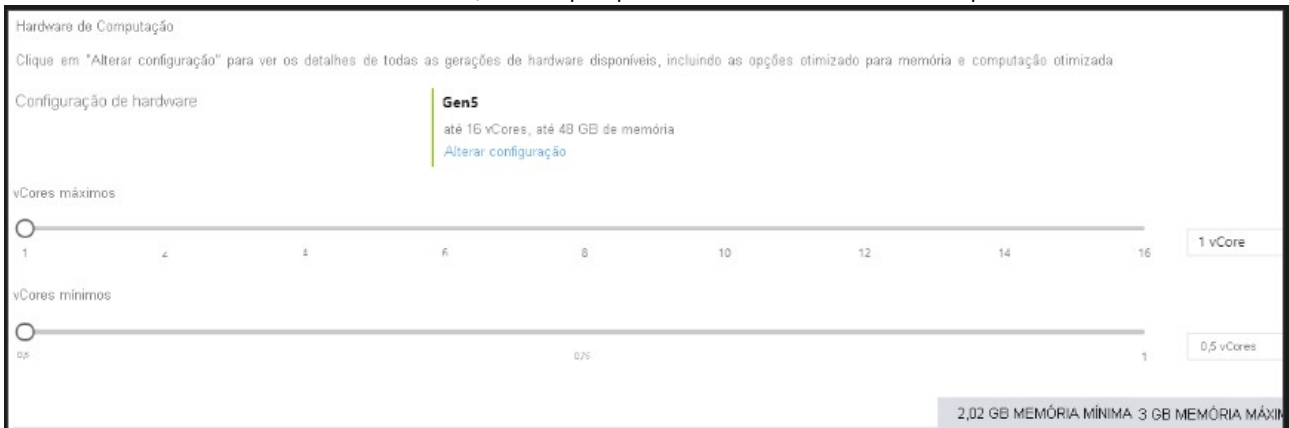 Hardware de Computação
Clique em "Alterar configuração" para ver os detalhes de todas as gerações de hardware disponíveis, incluindo as opções otimizado para memória e computação otimizada
Configuração de hardware
Gen5
até 16 vCores, até 48 GB de memória
Alterar configuração
vCores máximos
1 2 4 6 8 10 12 14 16
1 vCore
vCores mínimos
0,5 0,75 1
0,5 vCores
2,02 GB MEMÓRIA MÍNIMA 3 GB MEMÓRIA